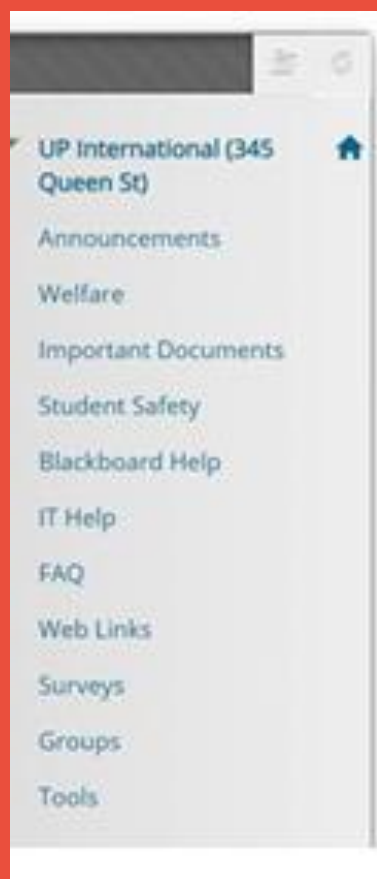 UP International (345
Queen St)
Announcements
Welfare
Important Documents
Student Safety
Blackboard Help
IT Help
FAQ
Web Links
Surveys
Groups
Tools